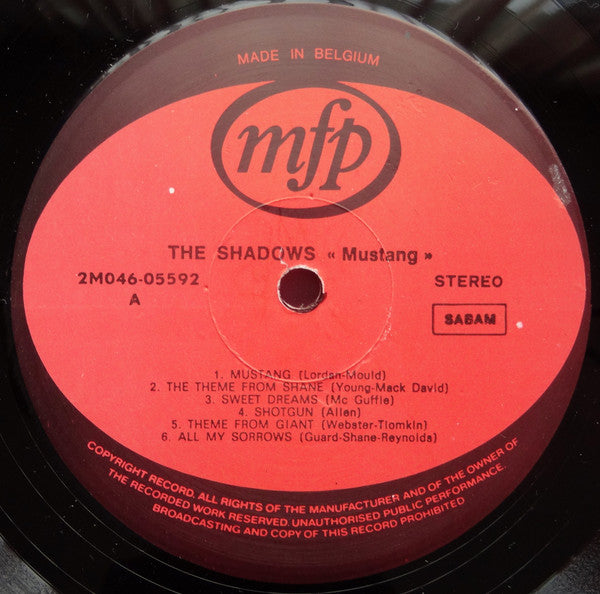 MADE IN BELGIUM
mfp
THE SHADOWS « Mustang »
2M046-05592
A
STEREO
SABAM
1. MUSTANG (Lordan-Mould)
2. THE THEME FROM SHANE (Young-Mack David)
3. SWEET DREAMS (Mc Guffie)
4. SHOTGUN (Allen)
5. THEME FROM GIANT (Webster-Tiomkin)
6. ALL MY SORROWS (Guard-Shane-Reynolds)
COPYRIGHT RECORD. ALL RIGHTS OF THE MANUFACTURER AND OF THE OWNER OF
THE RECORDED WORK RESERVED. UNAUTHORISED PUBLIC PERFORMANCE.
BROADCASTING AND COPY OF THIS RECORD PROHIBITED